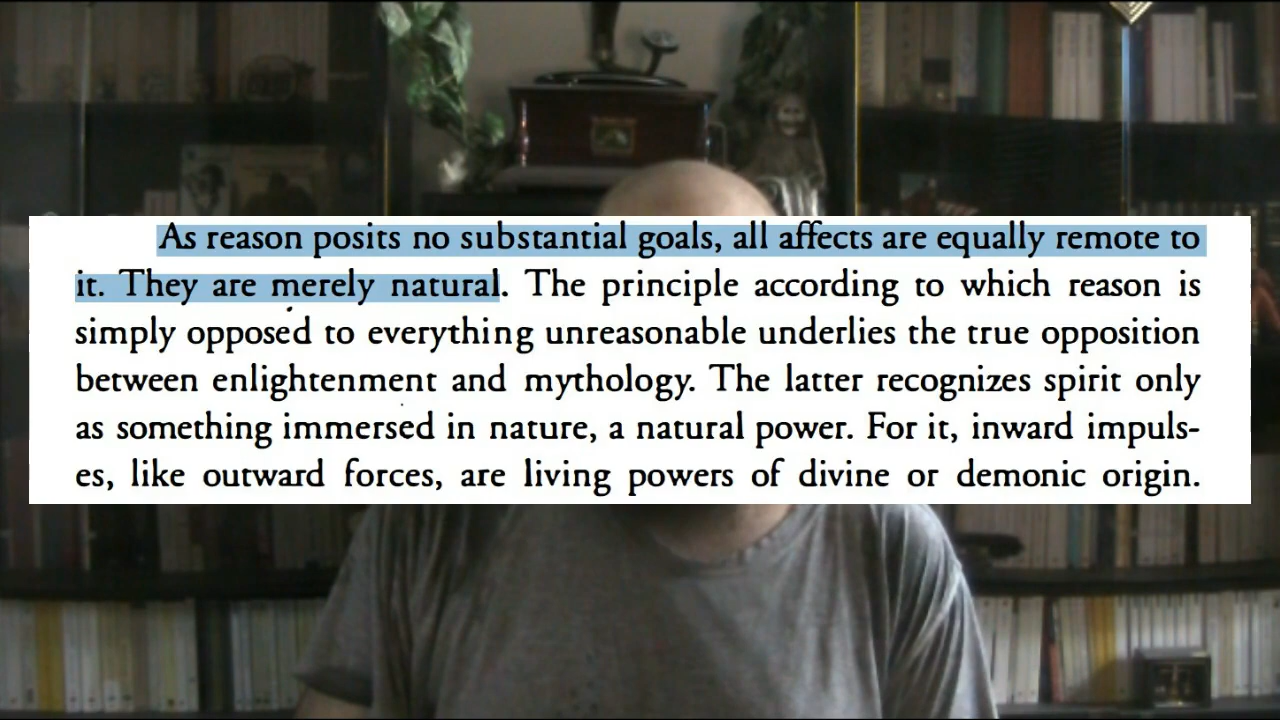 As reason posits no substantial goals, all affects are equally remote to
it. They are merely natural. The principle according to which reason is
simply opposed to everything unreasonable underlies the true opposition
between enlightenment and mythology. The latter recognizes spirit only
as something immersed in nature, a natural power. For it, inward impuls-
es, like outward forces, are living powers of divine or demonic origin.